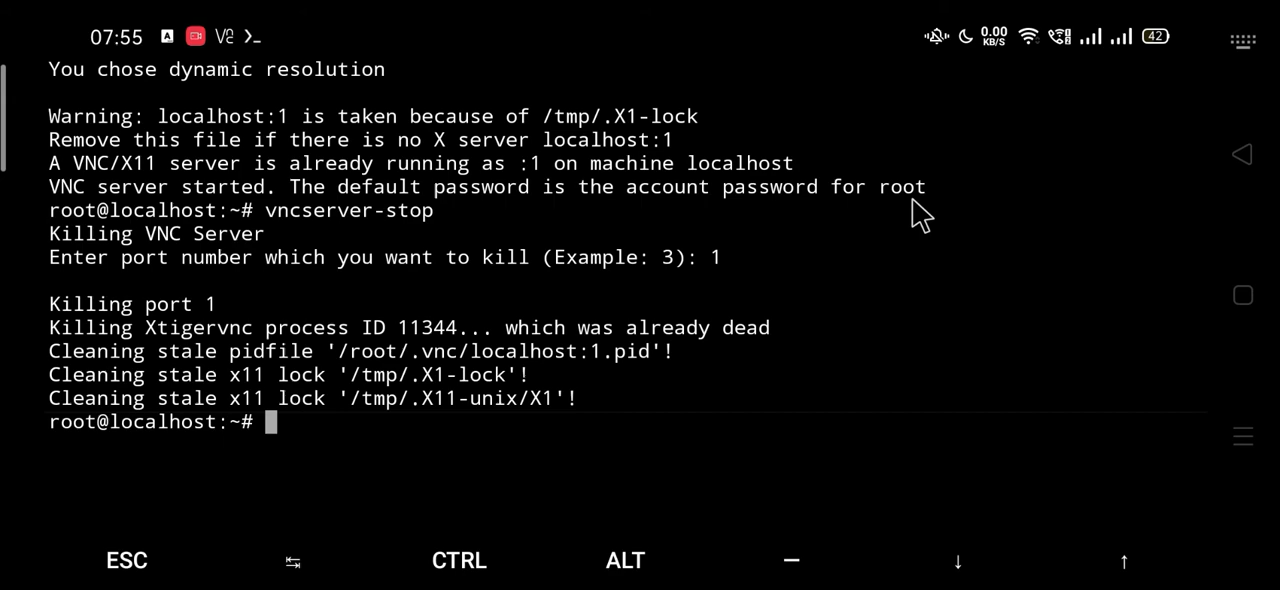 07:55
0.00
KB/S
42
You chose dynamic resolution
Warning: localhost:1 is taken because of /tmp/.X1-lock
Remove this file if there is no X server localhost:1
A VNC/X11 server is already running as :1 on machine localhost
VNC server started. The default password is the account password for root
root@localhost:~# vncserver-stop
Killing VNC Server
Enter port number which you want to kill (Example: 3): 1
Killing port 1
Killing Xtigervnc process ID 11344... which was already dead
Cleaning stale pidfile '/root/.vnc/localhost:1.pid'!
Cleaning stale x11 lock '/tmp/.X1-lock'!
Cleaning stale x11 lock '/tmp/.X11-unix/X1'!
root@localhost:~#
ESC ↹ CTRL ALT — ↓ ↑